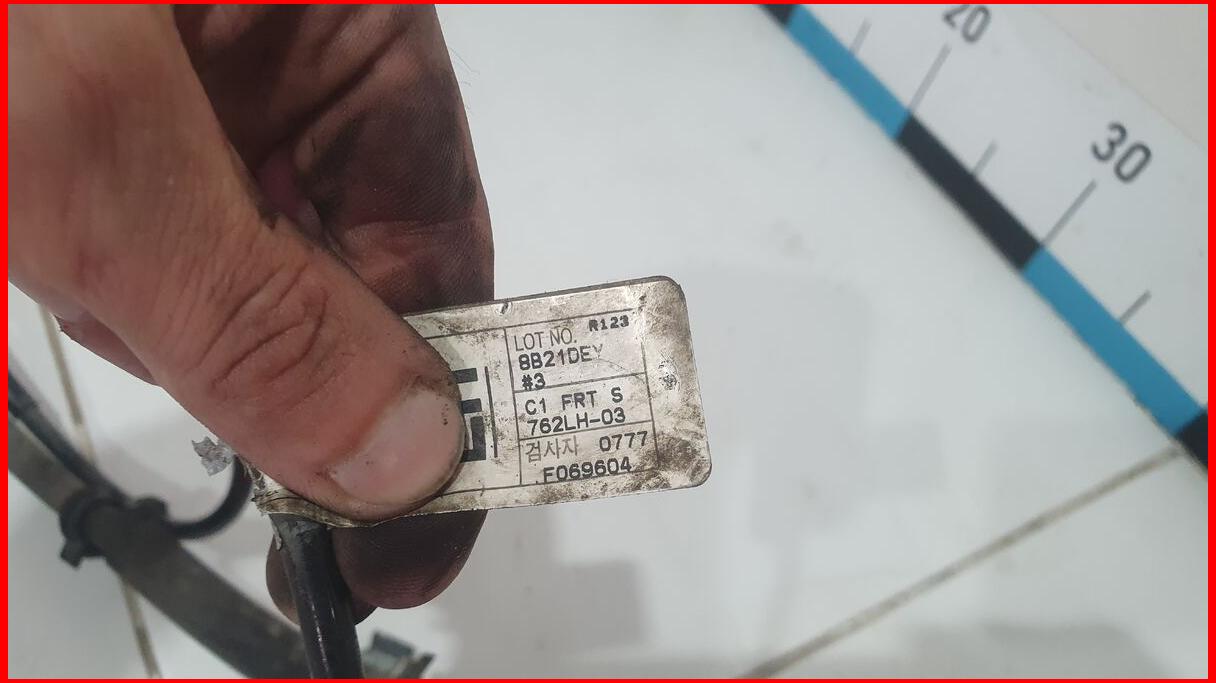 20
30
R123
LOT NO.
8B21DEY
#3
C1 FRT S
762LH-03
검사자 0777
F069604